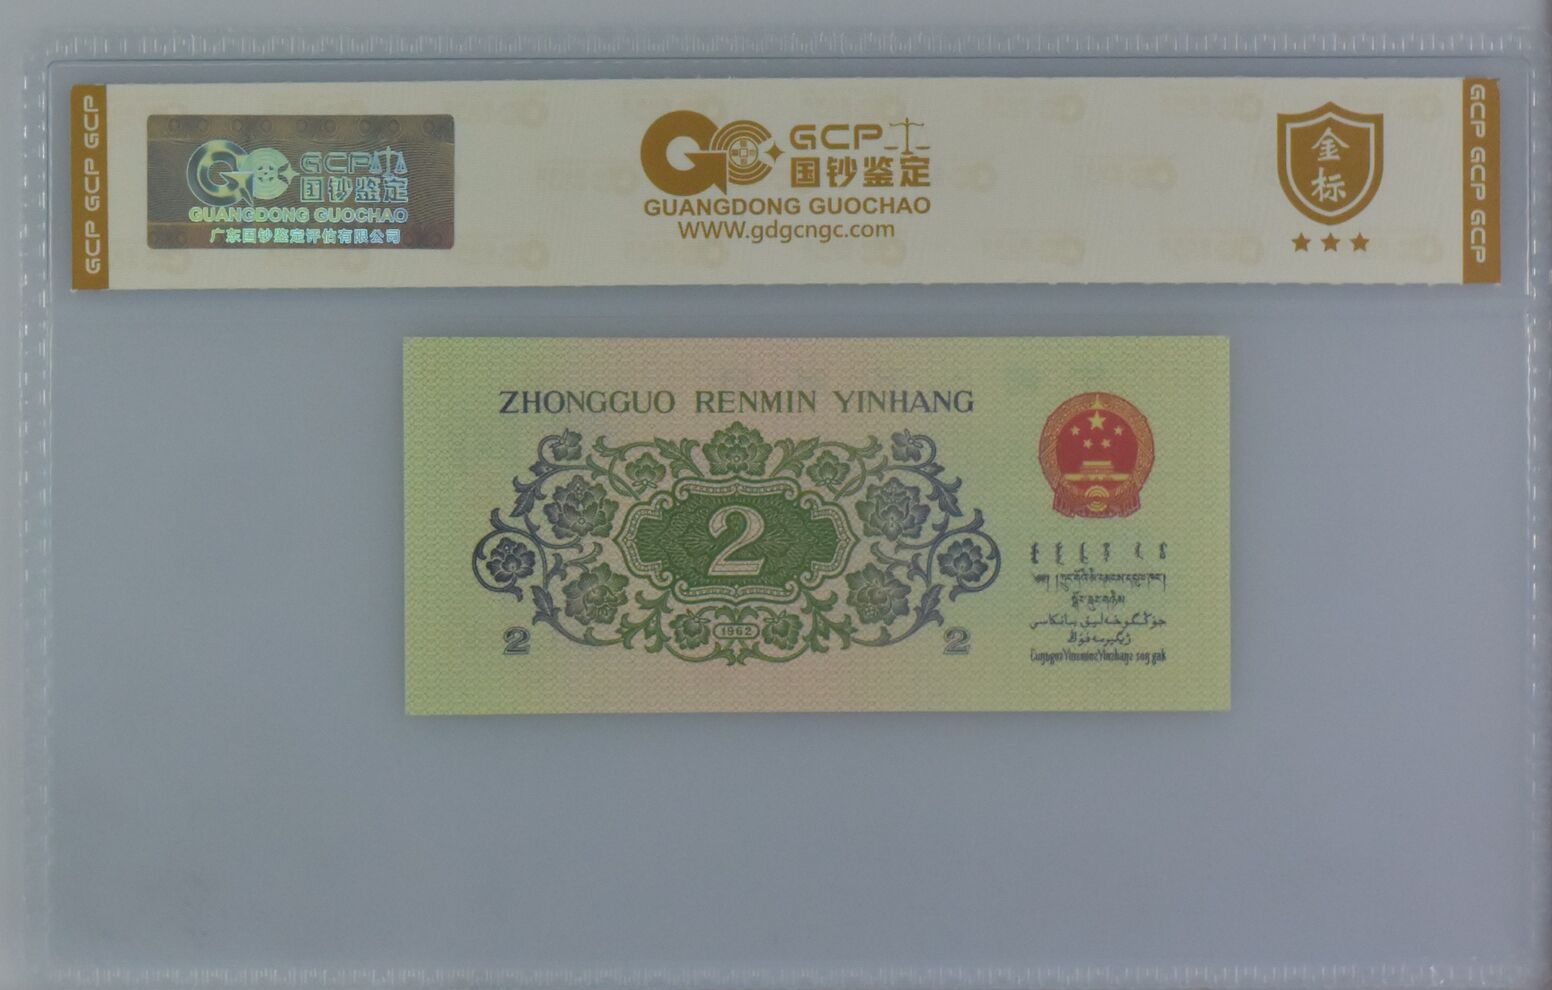 GCP GCP GCP
GCP
国钞鉴定
GUANGDONG GUOCHAO
广东国钞鉴定评估有限公司
GCP
国钞鉴定
GUANGDONG GUOCHAO
WWW.gdgcngc.com
金
标
GCP GCP GCP
ZHONGGUO RENMIN YINHANG
2
1962
2
2